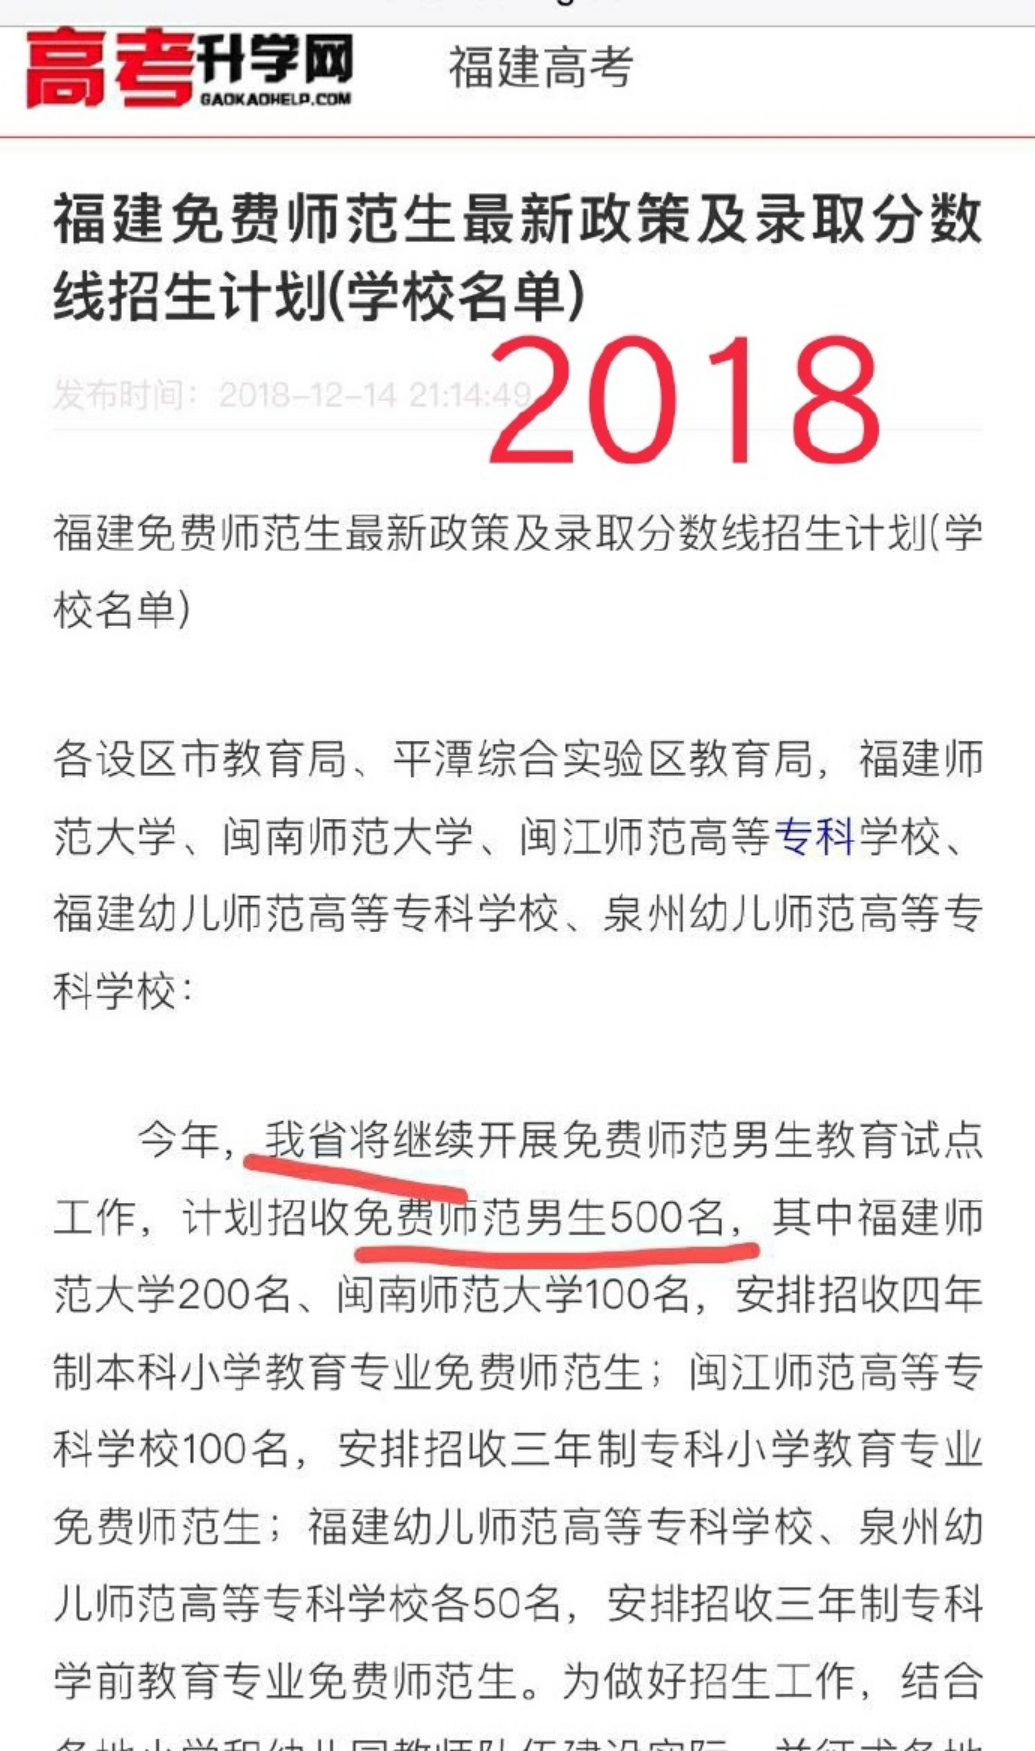 高考升学网
GAOKAOHELP.COM
福建高考
福建免费师范生最新政策及录取分数
线招生计划(学校名单)
2018
发布时间：2018-12-14 21:14:49
福建免费师范生最新政策及录取分数线招生计划(学
校名单)
各设区市教育局、平潭综合实验区教育局，福建师
范大学、闽南师范大学、闽江师范高等专科学校、
福建幼儿师范高等专科学校、泉州幼儿师范高等专
科学校：
今年，我省将继续开展免费师范男生教育试点
工作，计划招收免费师范男生500名，其中福建师
范大学200名、闽南师范大学100名，安排招收四年
制本科小学教育专业免费师范生；闽江师范高等专
科学校100名，安排招收三年制专科小学教育专业
免费师范生；福建幼儿师范高等专科学校、泉州幼
儿师范高等专科学校各50名，安排招收三年制专科
学前教育专业免费师范生。为做好招生工作，结合